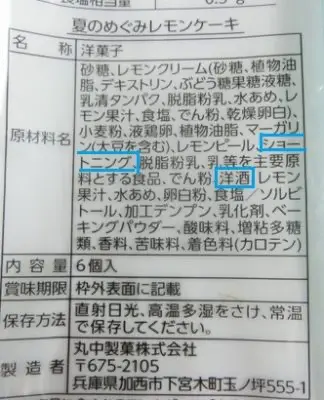 食塩相当量 0.3g
夏のめぐみレモンケーキ
名 称 洋菓子
原材料名
砂糖、レモンクリーム(砂糖、植物油
脂、デキストリン、ぶどう糖果糖液糖、
乳清タンパク、脱脂粉乳、水あめ、レ
モン果汁、食塩、でん粉、乾燥卵白)、
小麦粉、液鶏卵、植物油脂、マーガリ
ン(大豆を含む)、レモンピール、ショー
トニング、脱脂粉乳、乳等を主要原
料とする食品、でん粉、洋酒、レモン
果汁、水あめ、卵白粉、食塩/ソルビ
トール、加工デンプン、乳化剤、ベー
キングパウダー、酸味料、増粘多糖
類、香料、苦味料、着色料(カロテン)
内容量 6個入
賞味期限 枠外表面に記載
保存方法 直射日光、高温多湿をさけ、常温
で保存してください。
製造者 丸中製菓株式会社
〒675-2105
兵庫県加西市下宮木町玉ノ坪555-1